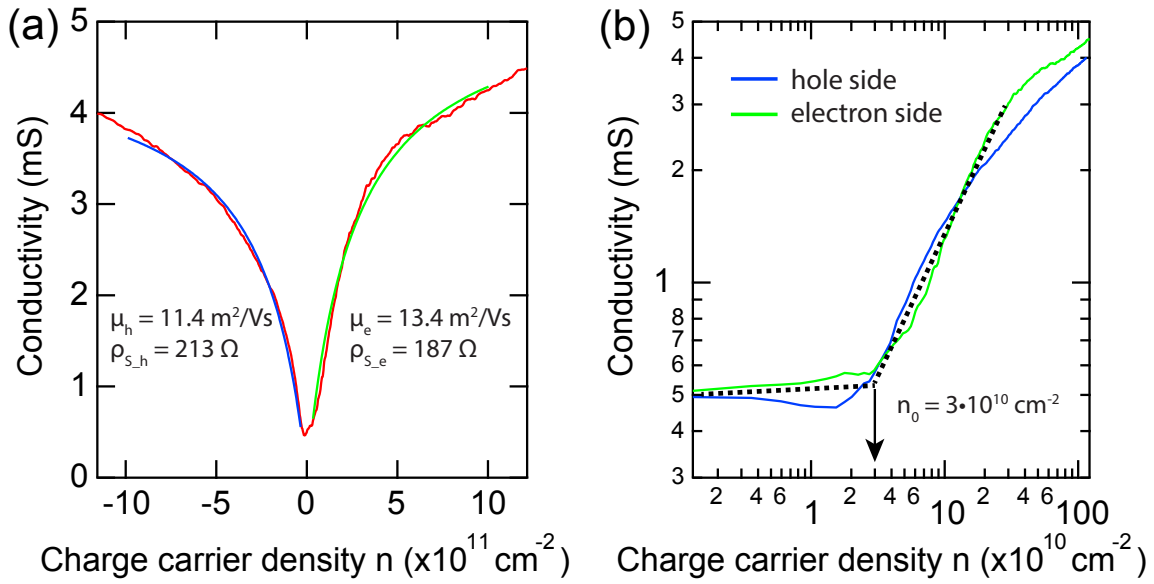 (a)
5
4
3
2
1
0
Conductivity (mS)
μh = 11.4 m²/Vs
ρS_h = 213 Ω
μe = 13.4 m²/Vs
ρS_e = 187 Ω
-10 -5 0 5 10
Charge carrier density n (x10¹¹ cm⁻²)
(b)
5
4
3
2
1
9
8
7
6
5
4
3
Conductivity (mS)
hole side
electron side
n₀ = 3•10¹⁰ cm⁻²
2 4 6 1 2 4 6 10 2 4 6 100
Charge carrier density n (x10¹⁰ cm⁻²)